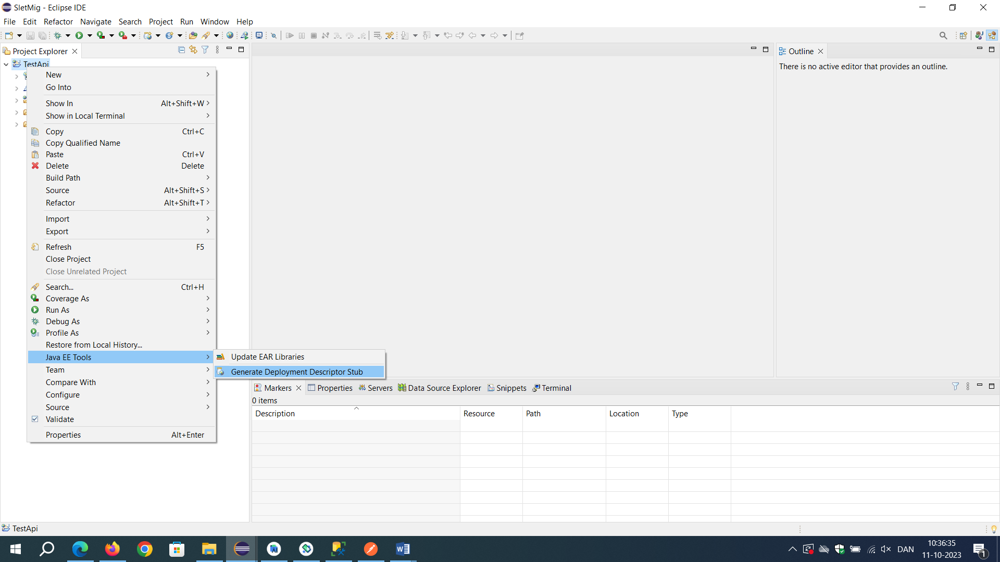 SletMig - Eclipse IDE
File Edit Refactor Navigate Search Project Run Window Help
Project Explorer
Outline
TestApi
There is no active editor that provides an outline.
New
Go Into
Show In Alt+Shift+W
Show in Local Terminal
Copy Ctrl+C
Copy Qualified Name
Paste Ctrl+V
Delete Delete
Build Path
Source Alt+Shift+S
Refactor Alt+Shift+T
Import
Export
Refresh F5
Close Project
Close Unrelated Project
Search... Ctrl+H
Coverage As
Run As
Debug As
Profile As
Restore from Local History...
Java EE Tools
Update EAR Libraries
Generate Deployment Descriptor Stub
Team
Compare With
Configure
Source
Validate
Properties Alt+Enter
Markers Properties Servers Data Source Explorer Snippets Terminal
0 items
Description Resource Path Location Type
TestApi
DAN
10:36:35
11-10-2023
1